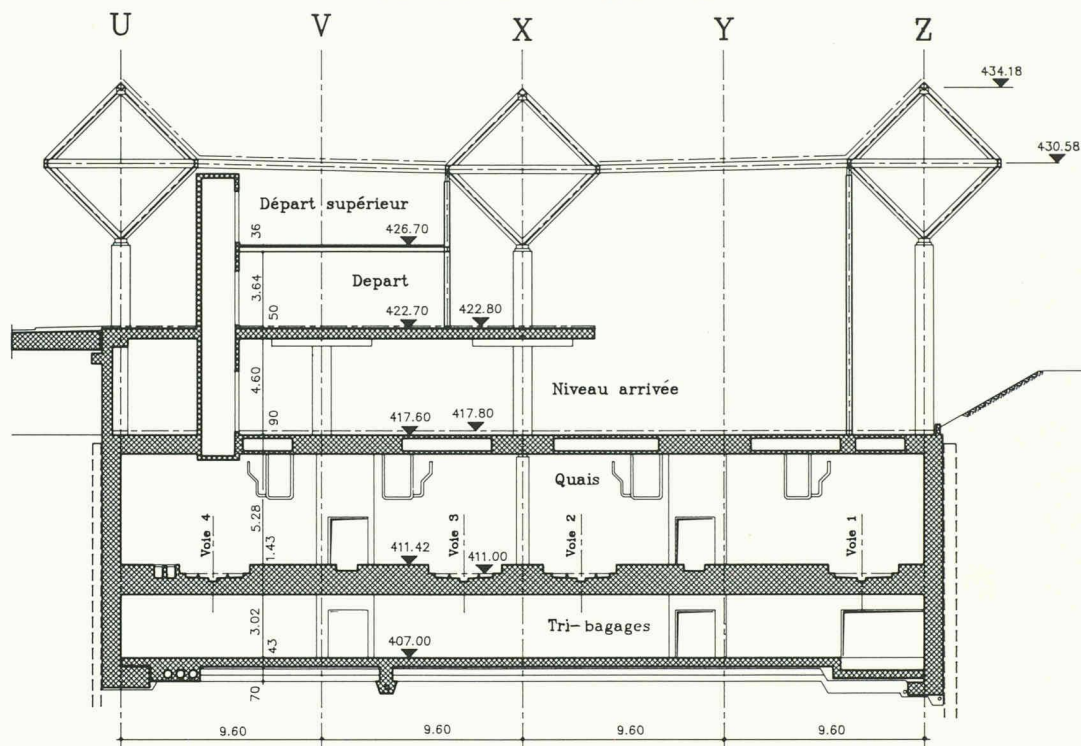 U V X Y Z
434.18
430.58
Départ supérieur
36
426.70
Depart
3.64
50
422.70 422.80
4.60
Niveau arrivée
90
417.60 417.80
Quais
5.28
Voie 4 Voie 3 Voie 2 Voie 1
1.43
411.42 411.00
3.02
Tri-bagages
43
407.00
70
9.60 9.60 9.60 9.60